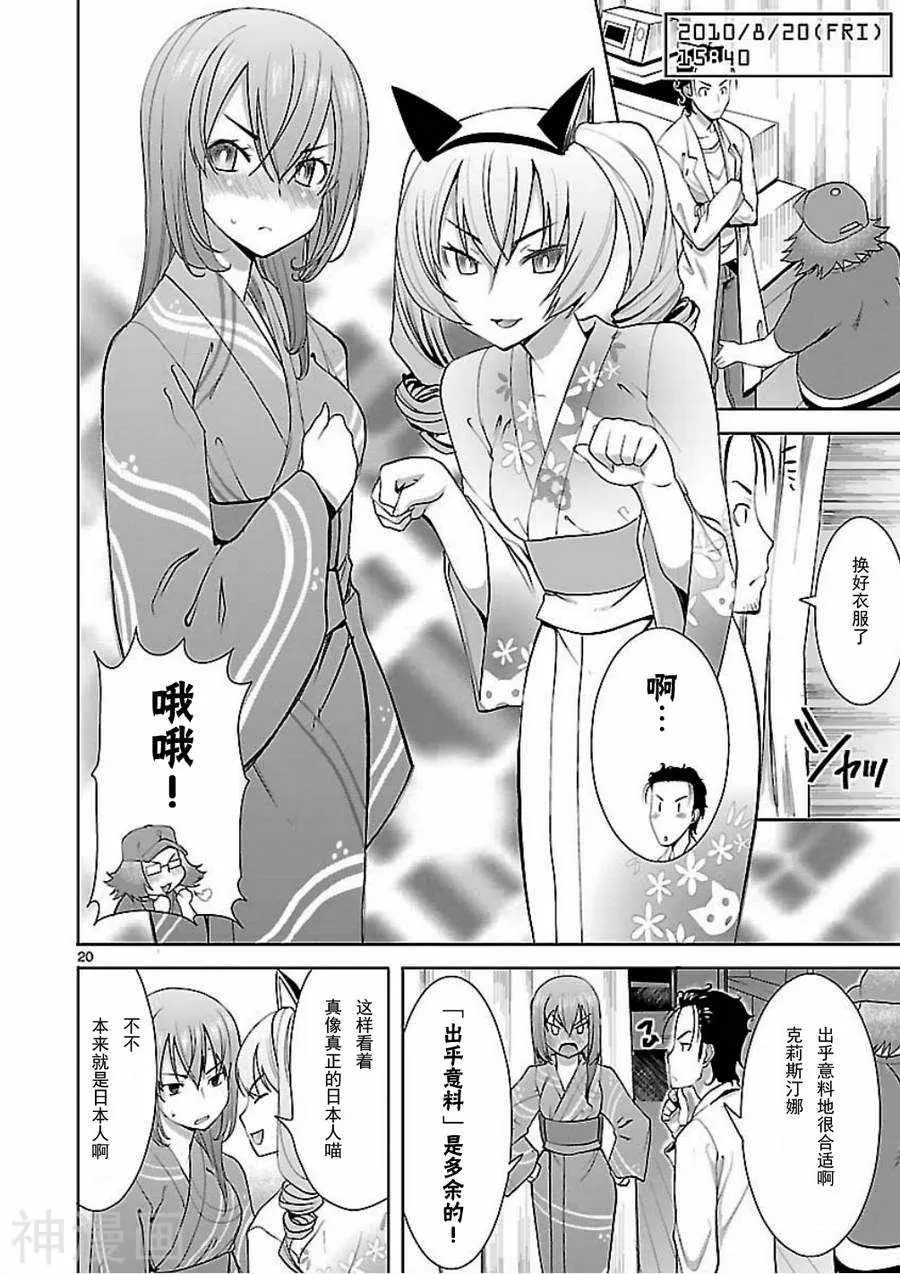 2010/8/20(FRI)
15:40
换好衣服了
シャッ
啊…
哦哦！
20
出乎意料地很合适啊
克莉斯汀娜
「出乎意料」是多余的！
这样看着
真像真正的日本人喵
不不
本来就是日本人啊
神漫画